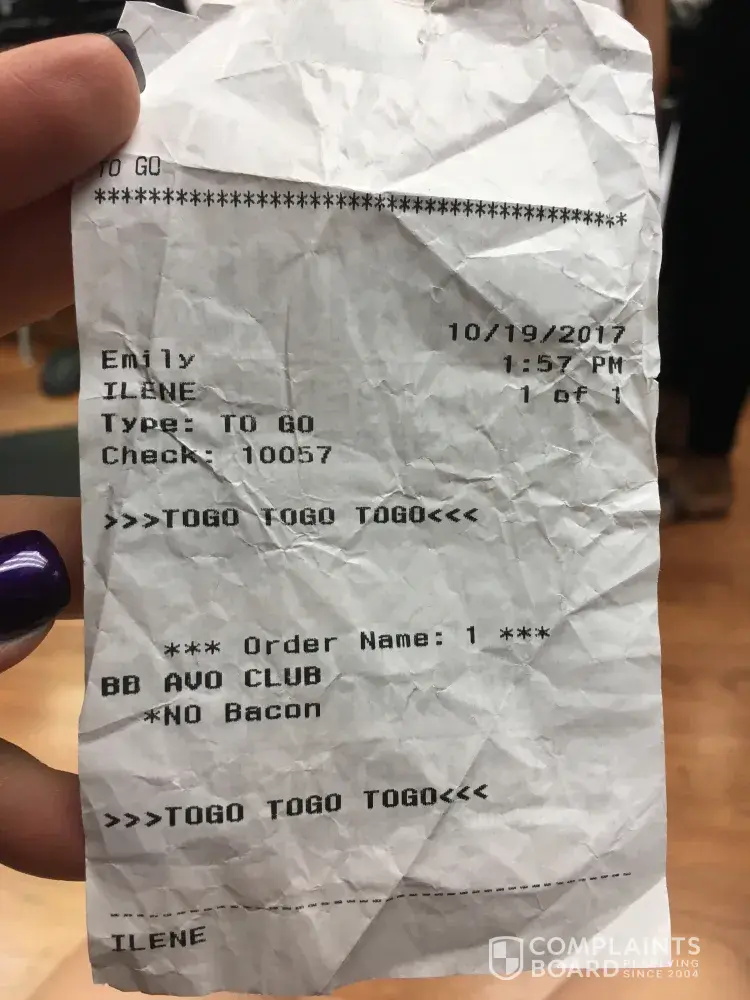 TO GO
****************************************
10/19/2017
Emily 1:57 PM
ILENE 1 of 1
Type: TO GO
Check: 10057
>>>TOGO TOGO TOGO<<<
*** Order Name: 1 ***
BB AVO CLUB
*NO Bacon
>>>TOGO TOGO TOGO<<<
----------------------------------------
ILENE
COMPLAINTS
BOARD
SINCE 2004